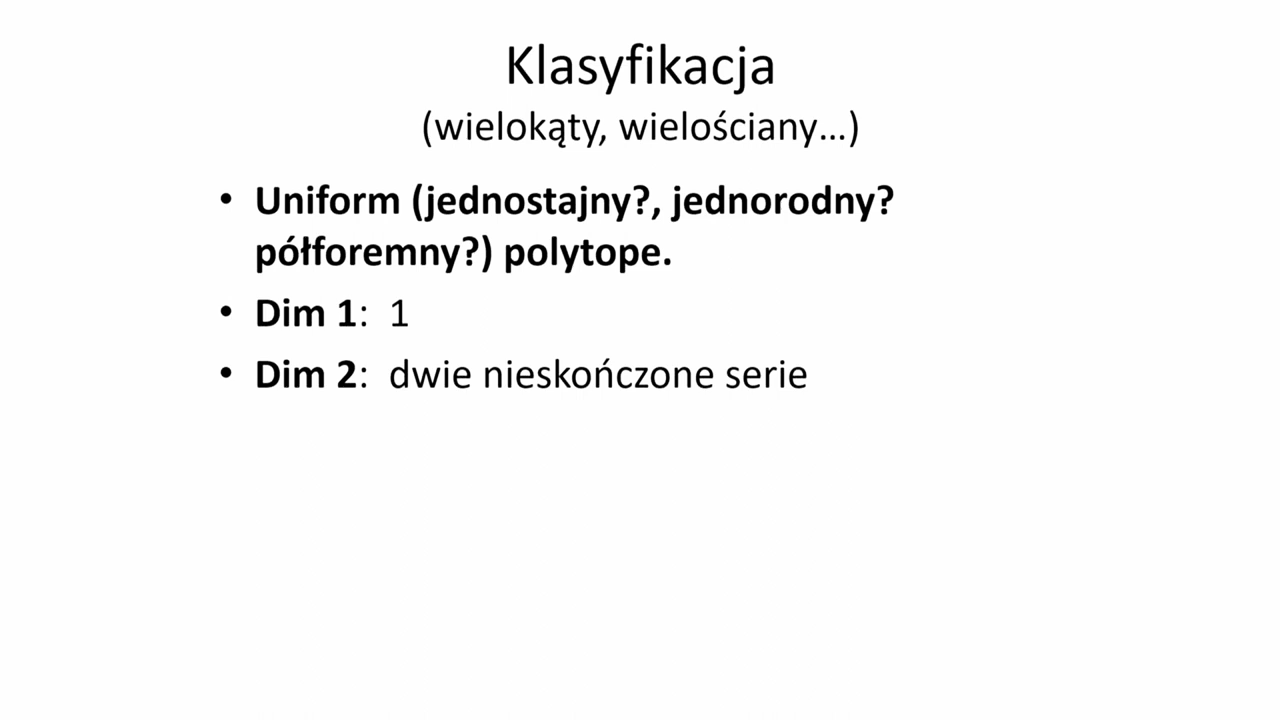 Klasyfikacja
(wielokąty, wielościany…)
• Uniform (jednostajny?, jednorodny?
półforemny?) polytope.
• Dim 1: 1
• Dim 2: dwie nieskończone serie